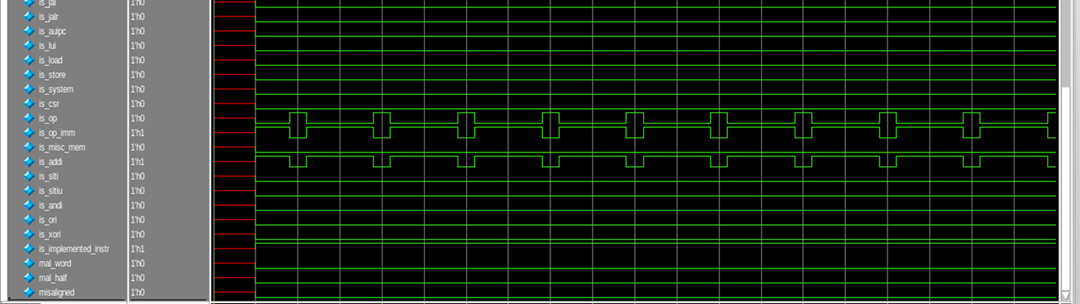 is_jal 1'h0
is_jalr 1'h0
is_auipc 1'h0
is_lui 1'h0
is_load 1'h0
is_store 1'h0
is_system 1'h0
is_csr 1'h0
is_op 1'h0
is_op_imm 1'h1
is_misc_mem 1'h0
is_addi 1'h1
is_slti 1'h0
is_sltiu 1'h0
is_andi 1'h0
is_ori 1'h0
is_xori 1'h0
is_implemented_instr 1'h1
mal_word 1'h0
mal_half 1'h0
misaligned 1'h0